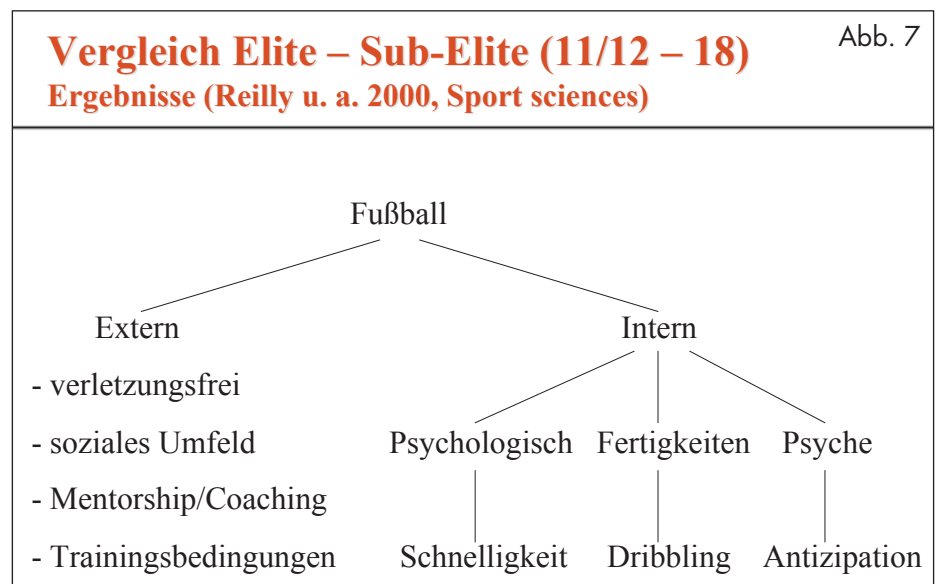 Vergleich Elite – Sub-Elite (11/12 – 18)
Abb. 7
Ergebnisse (Reilly u. a. 2000, Sport sciences)
Fußball
Extern
Intern
- verletzungsfrei
- soziales Umfeld
Psychologisch Fertigkeiten Psyche
- Mentorship/Coaching
- Trainingsbedingungen
Schnelligkeit Dribbling Antizipation